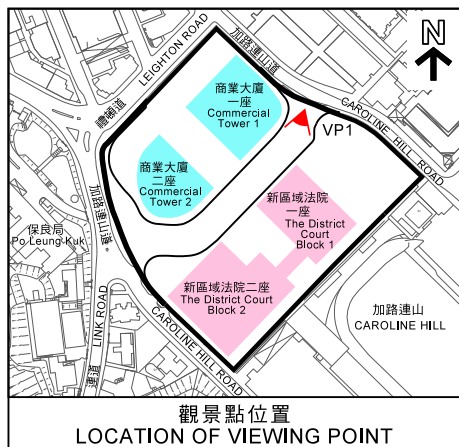 LEIGHTON ROAD
禮頓道
加路連山道
CAROLINE HILL ROAD
N
VP1
商業大廈
一座
Commercial
Tower 1
商業大廈
二座
Commercial
Tower 2
新區域法院
一座
The District
Court
Block 1
新區域法院二座
The District Court
Block 2
加路連山道
保良局
Po Leung Kuk
LINK ROAD
連道
CAROLINE HILL ROAD
加路連山
CAROLINE HILL
觀景點位置
LOCATION OF VIEWING POINT